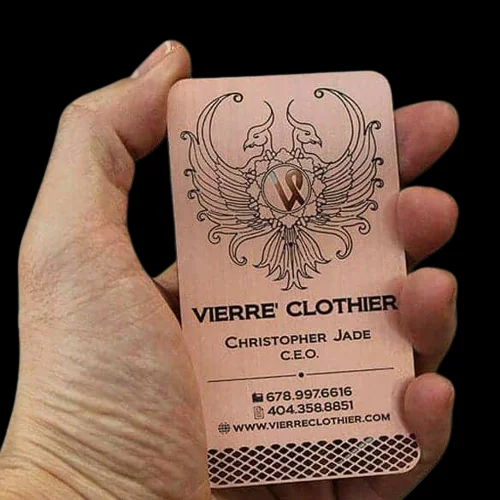 VIERRE' CLOTHIER
CHRISTOPHER JADE
C.E.O.
678.997.6616
404.358.8851
WWW.VIERRECLOTHIER.COM